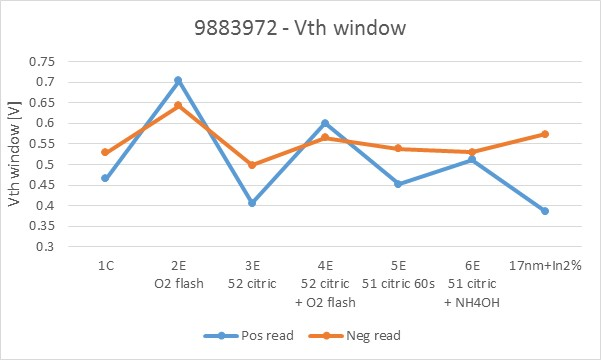 9883972 - Vth window
Vth window [V]
0.75
0.7
0.65
0.6
0.55
0.5
0.45
0.4
0.35
0.3
1C 2E 3E 4E 5E 6E 17nm+In2%
O2 flash 52 citric 52 citric 51 citric 60s 51 citric
+ O2 flash + NH4OH
Pos read Neg read